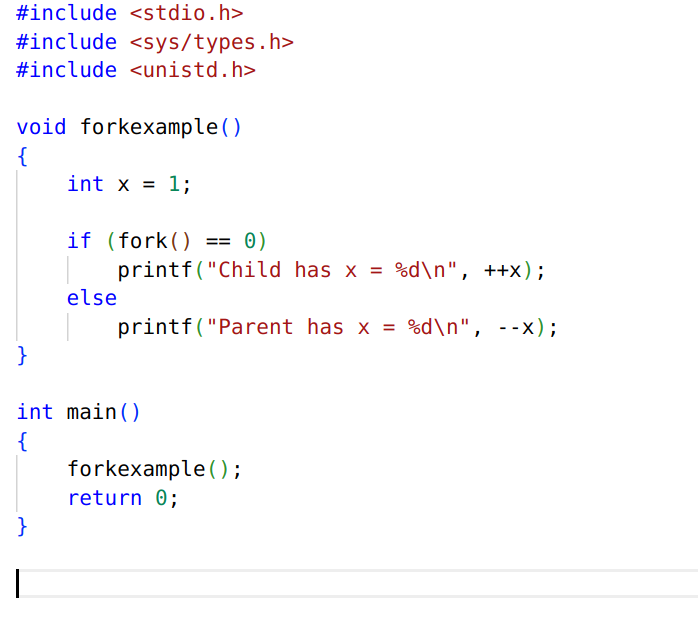 #include <stdio.h>
#include <sys/types.h>
#include <unistd.h>
void forkexample()
{
int x = 1;
if (fork() == 0)
printf("Child has x = %d\n", ++x);
else
printf("Parent has x = %d\n", --x);
}
int main()
{
forkexample();
return 0;
}